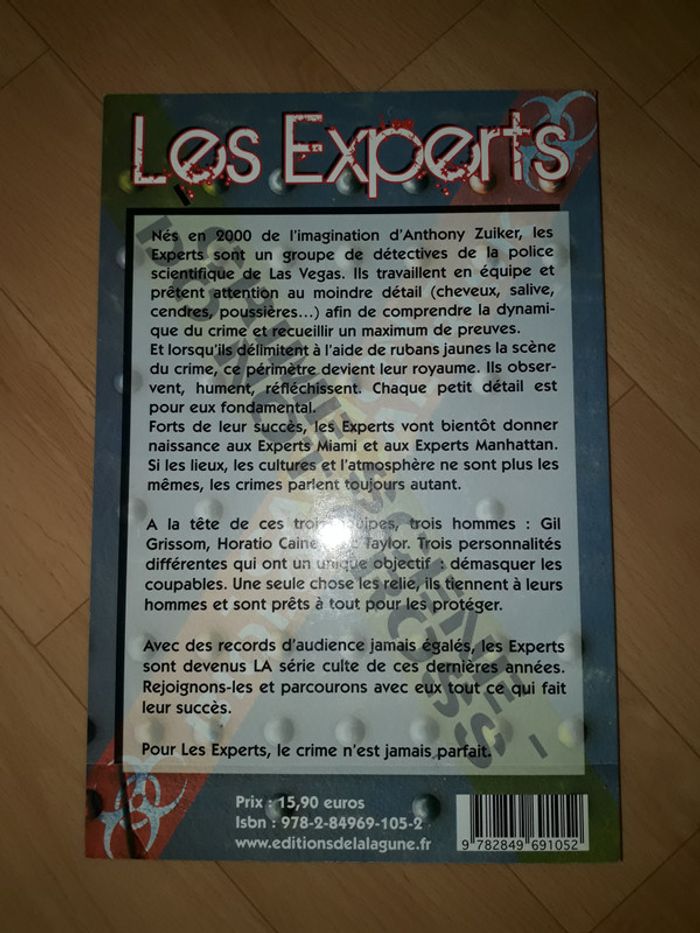 Les Experts
Nés en 2000 de l'imagination d'Anthony Zuiker, les
Experts sont un groupe de détectives de la police
scientifique de Las Vegas. Ils travaillent en équipe et
prêtent attention au moindre détail (cheveux, salive,
cendres, poussières...) afin de comprendre la dynami-
que du crime et recueillir un maximum de preuves.
Et lorsqu'ils délimitent à l'aide de rubans jaunes la scène
du crime, ce périmètre devient leur royaume. Ils obser-
vent, hument, réfléchissent. Chaque petit détail est
pour eux fondamental.
Forts de leur succès, les Experts vont bientôt donner
naissance aux Experts Miami et aux Experts Manhattan.
Si les lieux, les cultures et l'atmosphère ne sont plus les
mêmes, les crimes parlent toujours autant.
A la tête de ces trois équipes, trois hommes : Gil
Grissom, Horatio Caine Taylor. Trois personnalités
différentes qui ont un unique objectif : démasquer les
coupables. Une seule chose les relie, ils tiennent à leurs
hommes et sont prêts à tout pour les protéger.
Avec des records d'audience jamais égalés, les Experts
sont devenus LA série culte de ces dernières années.
Rejoignons-les et parcourons avec eux tout ce qui fait
leur succès.
Pour Les Experts, le crime n'est jamais parfait.
CRIME SCENE
DO NOT CROSS
Prix : 15,90 euros
Isbn : 978-2-84969-105-2
www.editionsdelalagune.fr
9 782849 691052